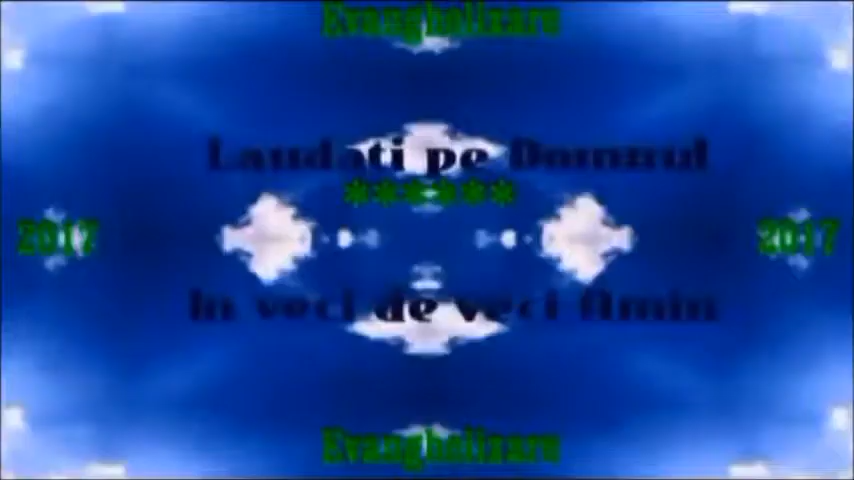 Evanghelizare
Laudati pe Domnul
******
2017 2017
In veci de veci Amin
Evanghelizare